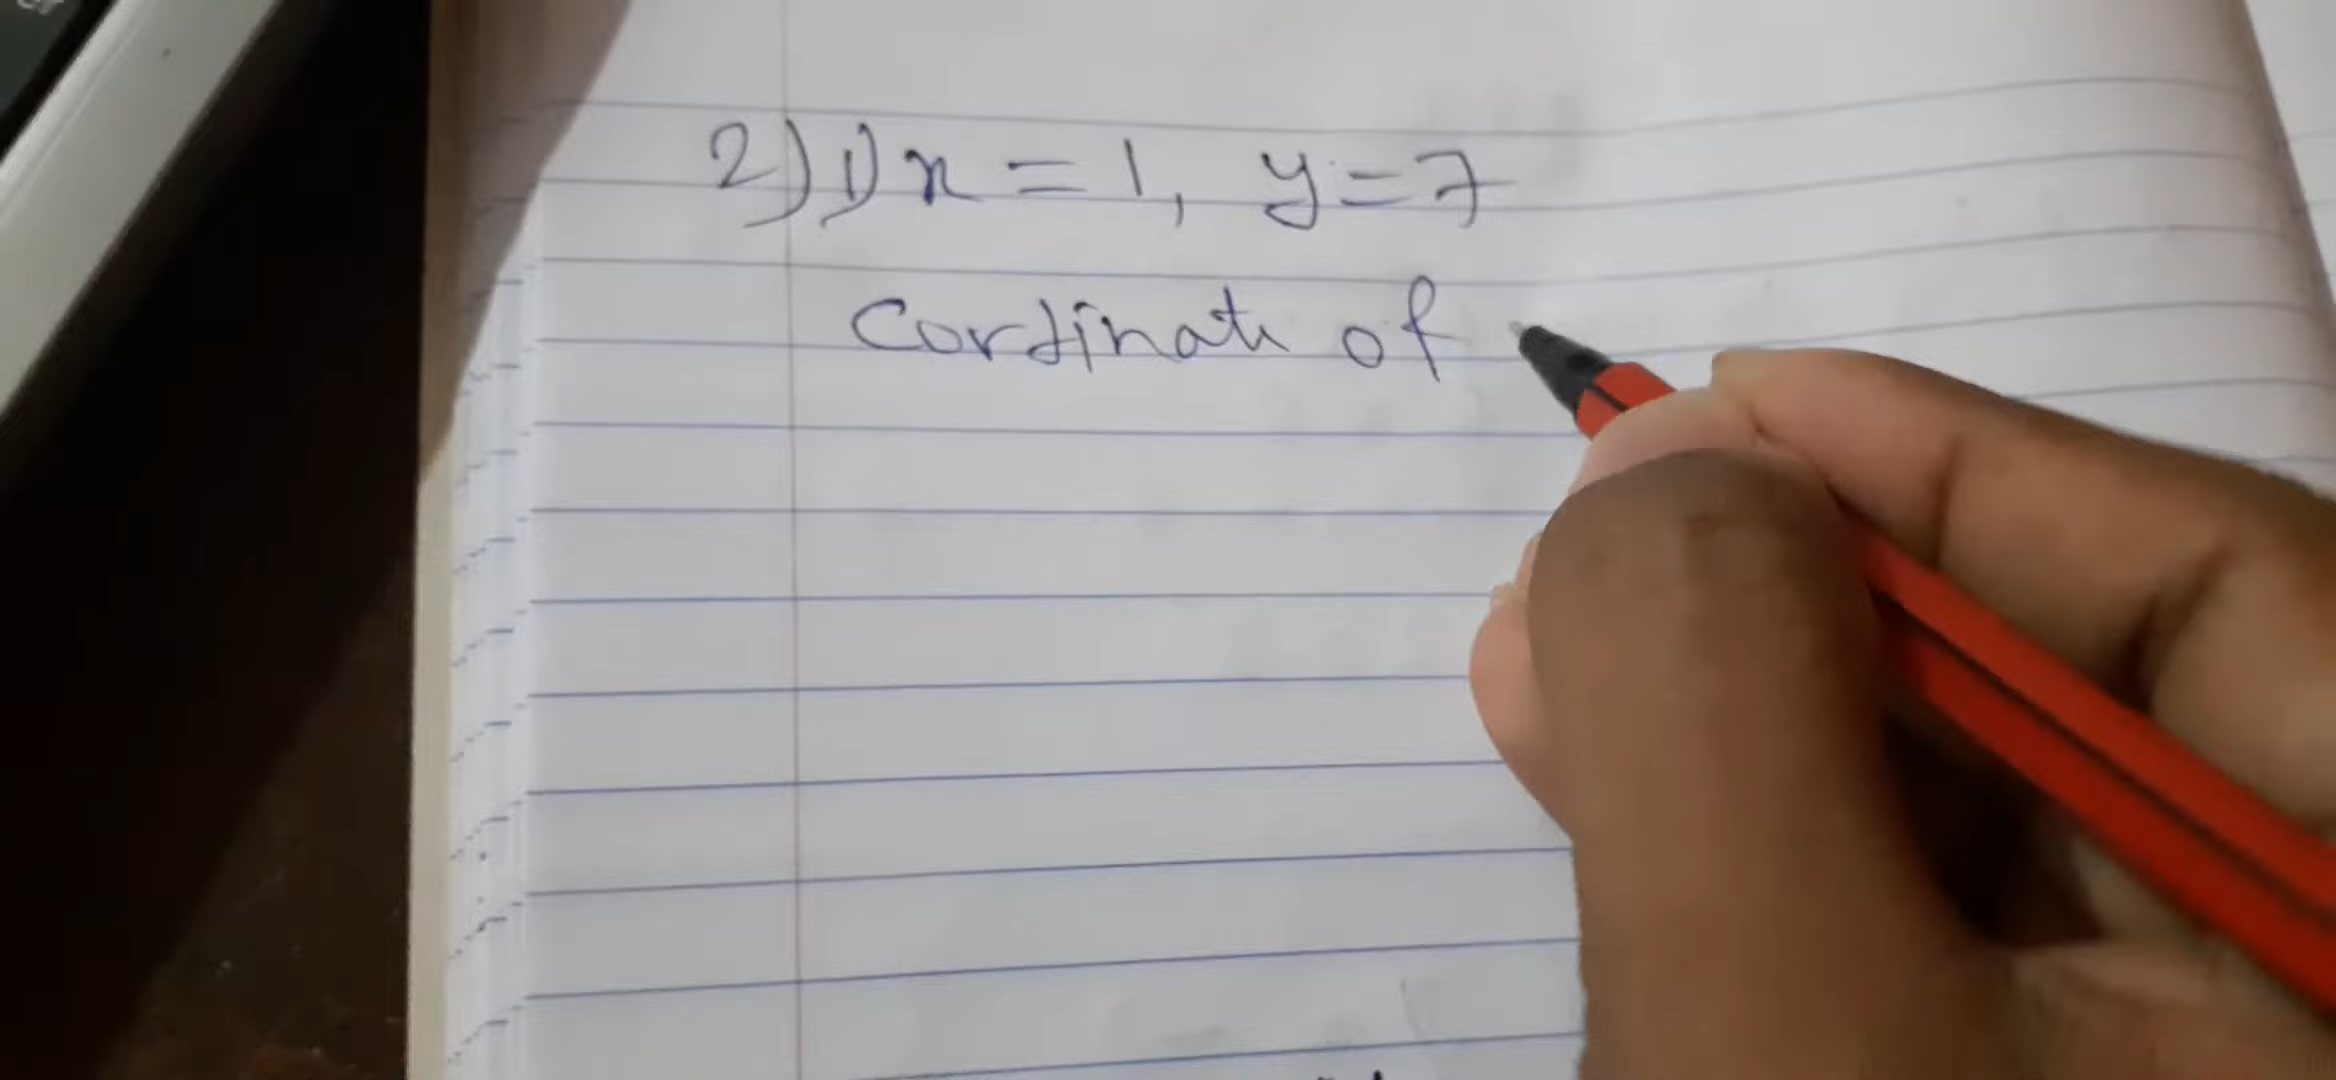 2) 1) x = 1, y = 7
Cordinate of